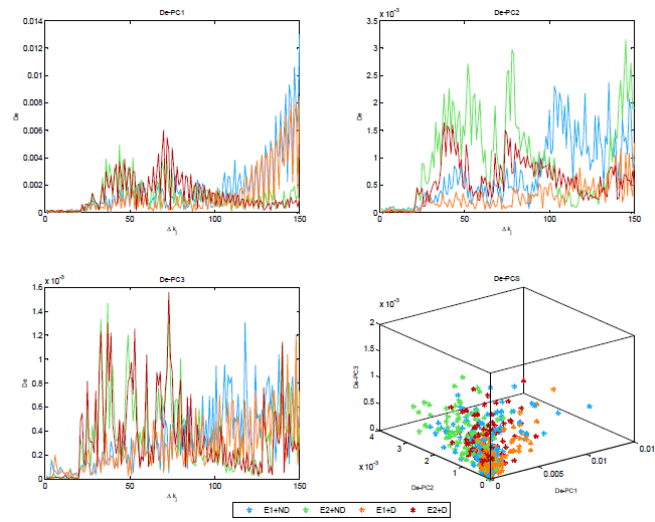 De-PC1
0.014
0.012
0.01
0.008
0.006
0.004
0.002
0
De
0 50 100 150
Δ kj
De-PC2
x 10⁻³
3.5
3
2.5
2
1.5
1
0.5
0
De
0 50 100 150
Δ kj
De-PC3
x 10⁻³
1.6
1.4
1.2
1
0.8
0.6
0.4
0.2
0
De
0 50 100 150
Δ kj
De-PCS
x 10⁻³
2
1.5
1
0.5
0
De-PC3
4
3
2
1
0
x 10⁻³
De-PC2
0
0.005
0.01
0.01
De-PC1
E1+ND E2+ND E1+D E2+D